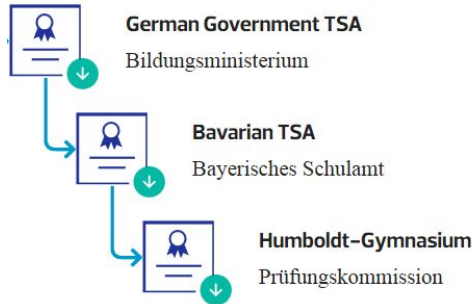 German Government TSA
Bildungsministerium
Bavarian TSA
Bayerisches Schulamt
Humboldt-Gymnasium
Prüfungskommission